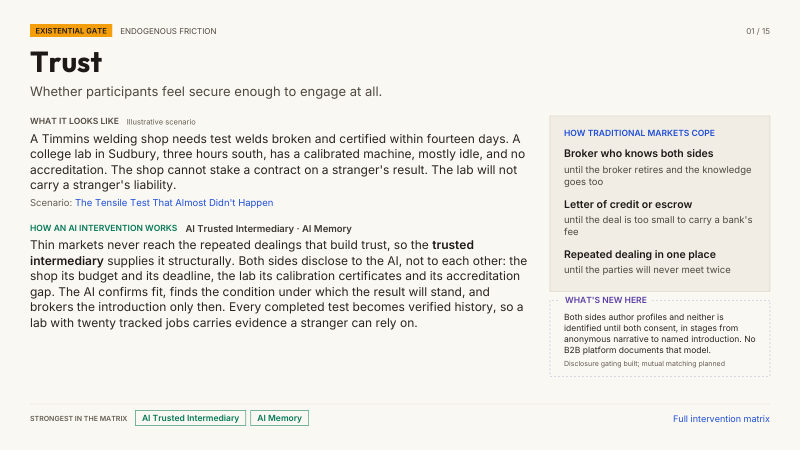 EXISTENTIAL GATE ENDOGENOUS FRICTION 01 / 15
Trust
Whether participants feel secure enough to engage at all.
WHAT IT LOOKS LIKE Illustrative scenario
A Timmins welding shop needs test welds broken and certified within fourteen days. A
college lab in Sudbury, three hours south, has a calibrated machine, mostly idle, and no
accreditation. The shop cannot stake a contract on a stranger's result. The lab will not
carry a stranger's liability.
Scenario: The Tensile Test That Almost Didn't Happen
HOW AN AI INTERVENTION WORKS AI Trusted Intermediary · AI Memory
Thin markets never reach the repeated dealings that build trust, so the trusted
intermediary supplies it structurally. Both sides disclose to the AI, not to each other: the
shop its budget and its deadline, the lab its calibration certificates and its accreditation
gap. The AI confirms fit, finds the condition under which the result will stand, and
brokers the introduction only then. Every completed test becomes verified history, so a
lab with twenty tracked jobs carries evidence a stranger can rely on.
HOW TRADITIONAL MARKETS COPE
Broker who knows both sides
until the broker retires and the knowledge
goes too
Letter of credit or escrow
until the deal is too small to carry a bank's
fee
Repeated dealing in one place
until the parties will never meet twice
WHAT'S NEW HERE
Both sides author profiles and neither is
identified until both consent, in stages from
anonymous narrative to named introduction. No
B2B platform documents that model.
Disclosure gating built; mutual matching planned
STRONGEST IN THE MATRIX AI Trusted Intermediary AI Memory
Full intervention matrix